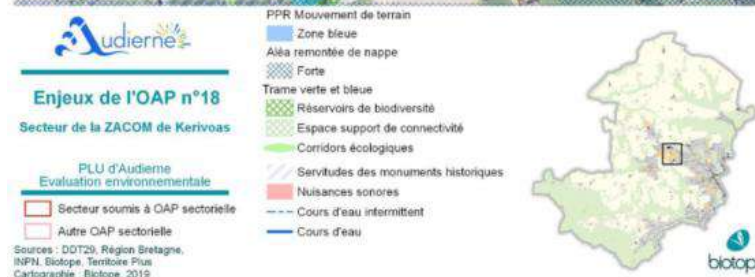 Audierne
Enjeux de l'OAP n°18
Secteur de la ZACOM de Kerivoas
PLU d'Audierne
Evaluation environnementale
Secteur soumis à OAP sectorielle
Autre OAP sectorielle
Sources : DDT29, Région Bretagne,
INPN, Biotope, Territoire Plus
Cartographie : Biotope, 2019
PPR Mouvement de terrain
Zone bleue
Aléa remontée de nappe
Forte
Trame verte et bleue
Réservoirs de biodiversité
Espace support de connectivité
Corridors écologiques
Servitudes des monuments historiques
Nuisances sonores
Cours d'eau intermittent
Cours d'eau
biotope